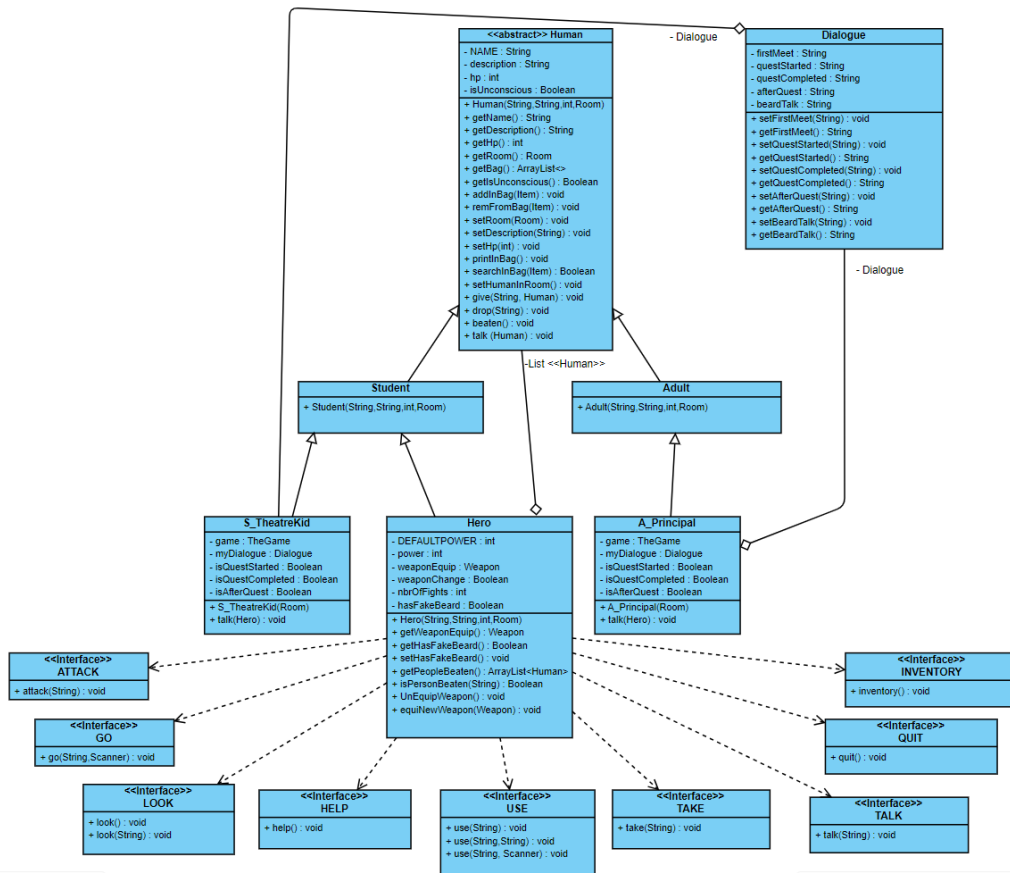 <<abstract>> Human
- NAME : String
- description : String
- hp : int
- isUnconscious : Boolean
+ Human(String,String,int,Room)
+ getName() : String
+ getDescription() : String
+ getHp() : int
+ getRoom() : Room
+ getBag() : ArrayList<>
+ getIsUnconscious() : Boolean
+ addInBag(Item) : void
+ remFromBag(Item) : void
+ setRoom(Room) : void
+ setDescription(String) : void
+ setHp(int) : void
+ printInBag() : void
+ searchInBag(Item) : Boolean
+ setHumanInRoom() : void
+ give(String, Human) : void
+ drop(String) : void
+ beaten() : void
+ talk (Human) : void
- Dialogue
Dialogue
- firstMeet : String
- questStarted : String
- questCompleted : String
- afterQuest : String
- beardTalk : String
+ setFirstMeet(String) : void
+ getFirstMeet() : String
+ setQuestStarted(String) : void
+ getQuestStarted() : String
+ setQuestCompleted(String) : void
+ getQuestCompleted() : String
+ setAfterQuest(String) : void
+ getAfterQuest() : String
+ setBeardTalk(String) : void
+ getBeardTalk() : String
- Dialogue
-List <<Human>>
Student
+ Student(String,String,int,Room)
Adult
+ Adult(String,String,int,Room)
S_TheatreKid
- game : TheGame
- myDialogue : Dialogue
- isQuestStarted : Boolean
- isQuestCompleted : Boolean
- isAfterQuest : Boolean
+ S_TheatreKid(Room)
+ talk(Hero) : void
Hero
- DEFAULTPOWER : int
- power : int
- weaponEquip : Weapon
- weaponChange : Boolean
- nbrOfFights : int
- hasFakeBeard : Boolean
+ Hero(String,String,int,Room)
+ getWeaponEquip() : Weapon
+ getHasFakeBeard() : Boolean
+ setHasFakeBeard() : void
+ getPeopleBeaten() : ArrayList<Human>
+ isPersonBeaten(String) : Boolean
+ UnEquipWeapon() : void
+ equiNewWeapon(Weapon) : void
A_Principal
- game : TheGame
- myDialogue : Dialogue
- isQuestStarted : Boolean
- isQuestCompleted : Boolean
- isAfterQuest : Boolean
+ A_Principal(Room)
+ talk(Hero) : void
<<Interface>>
ATTACK
+ attack(String) : void
<<Interface>>
INVENTORY
+ inventory() : void
<<Interface>>
GO
+ go(String,Scanner) : void
<<Interface>>
QUIT
+ quit() : void
<<Interface>>
LOOK
+ look() : void
+ look(String) : void
<<Interface>>
HELP
+ help() : void
<<Interface>>
USE
+ use(String) : void
+ use(String,String) : void
+ use(String, Scanner) : void
<<Interface>>
TAKE
+ take(String) : void
<<Interface>>
TALK
+ talk(String) : void